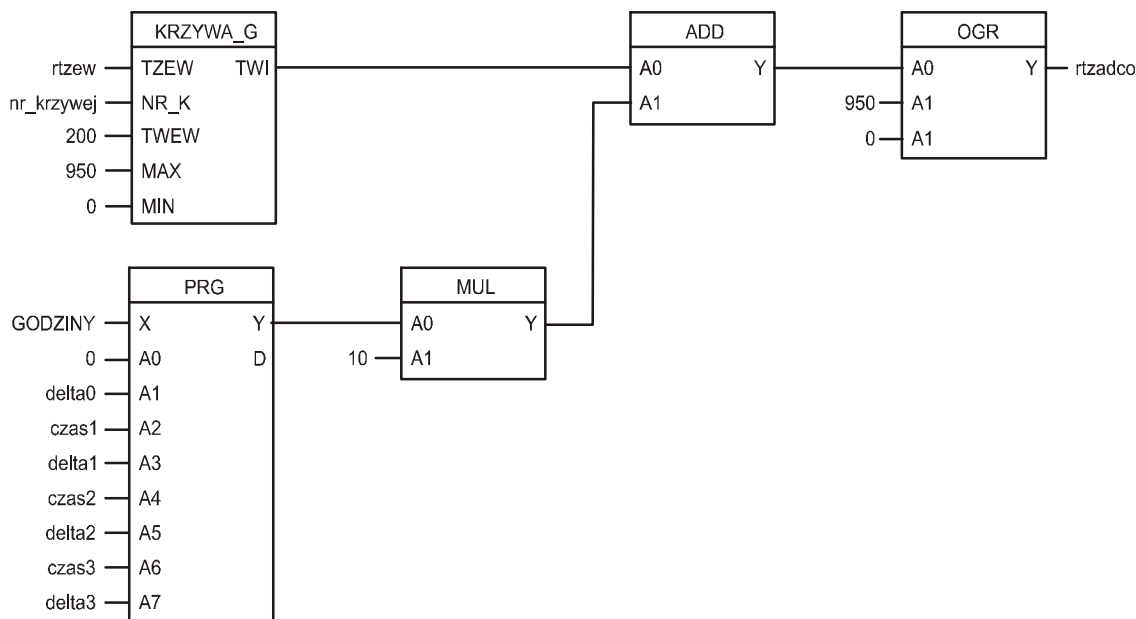 KRZYWA_G
rtzew TZEW TWI
nr_krzywej NR_K
200 TWEW
950 MAX
0 MIN
ADD
A0 Y
A1
OGR
A0 Y rtzadco
950 A1
0 A1
PRG
GODZINY X Y
0 A0 D
delta0 A1
czas1 A2
delta1 A3
czas2 A4
delta2 A5
czas3 A6
delta3 A7
MUL
A0 Y
10 A1